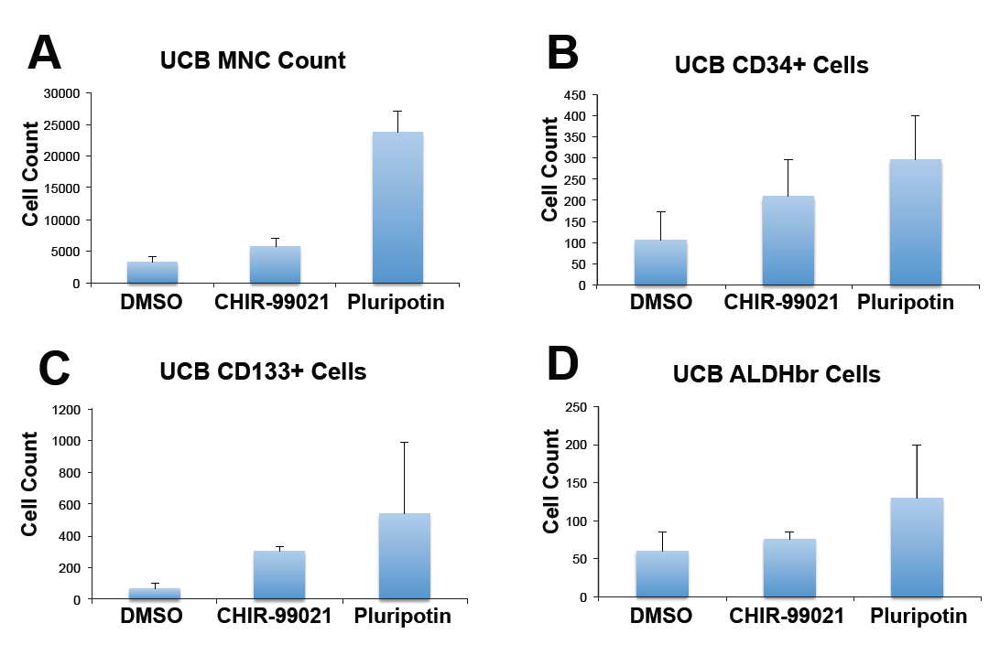 A
UCB MNC Count
Cell Count
30000
25000
20000
15000
10000
5000
0
DMSO CHIR-99021 Pluripotin
B
UCB CD34+ Cells
Cell Count
450
400
350
300
250
200
150
100
50
0
DMSO CHIR-99021 Pluripotin
C
UCB CD133+ Cells
Cell Count
1200
1000
800
600
400
200
0
DMSO CHIR-99021 Pluripotin
D
UCB ALDHbr Cells
Cell Count
250
200
150
100
50
0
DMSO CHIR-99021 Pluripotin